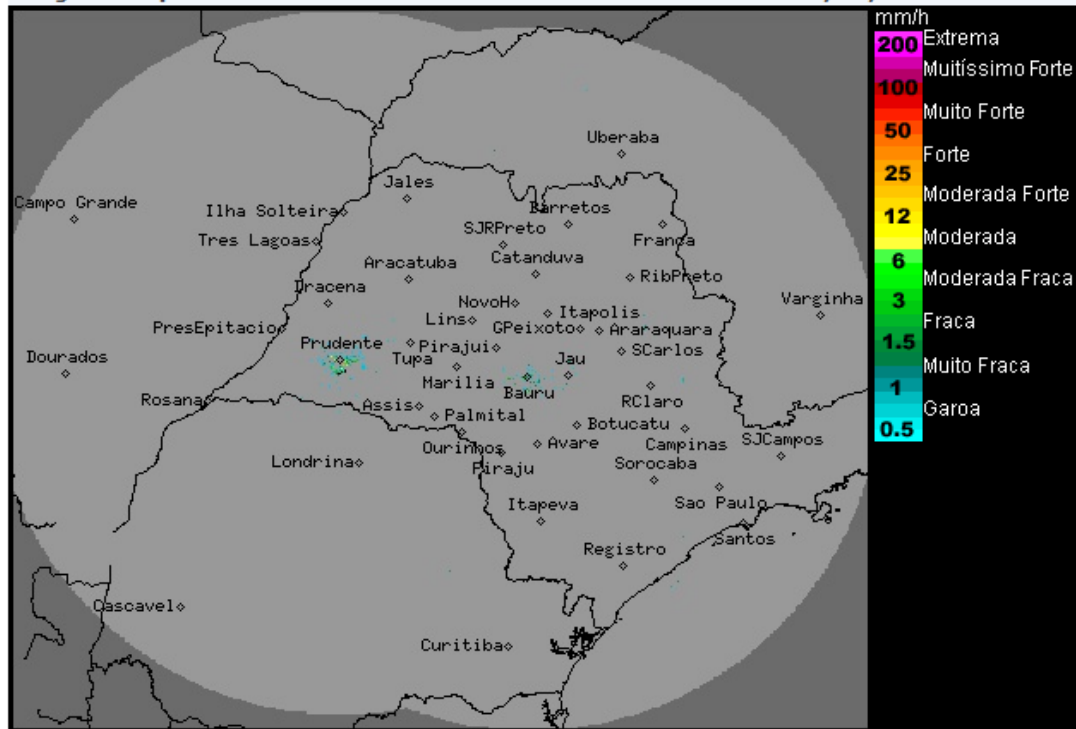 mm/h
200 Extrema
Muitíssimo Forte
100
Muito Forte
50
Forte
25
Moderada Forte
12
Moderada
6
Moderada Fraca
3
Fraca
1.5
Muito Fraca
1
Garoa
0.5
Uberaba
Jales
Campo Grande
Ilha Solteira
Barretos
Tres Lagoas
SJRPreto
Franca
Aracatuba
Catanduva
RibPreto
Dracena
NovoH
Itapolis
Varginha
Lins
GPeixoto
Araraquara
PresEpitacio
Prudente
Tupa
Pirajui
Jau
SCarlos
Dourados
Marilia
Bauru
Rosana
Assis
Palmital
RClaro
Botucatu
Campinas
SJCampos
Ourinhos
Avare
Londrina
Piraju
Sorocaba
Itapeva
Sao Paulo
Santos
Registro
Cascavel
Curitiba